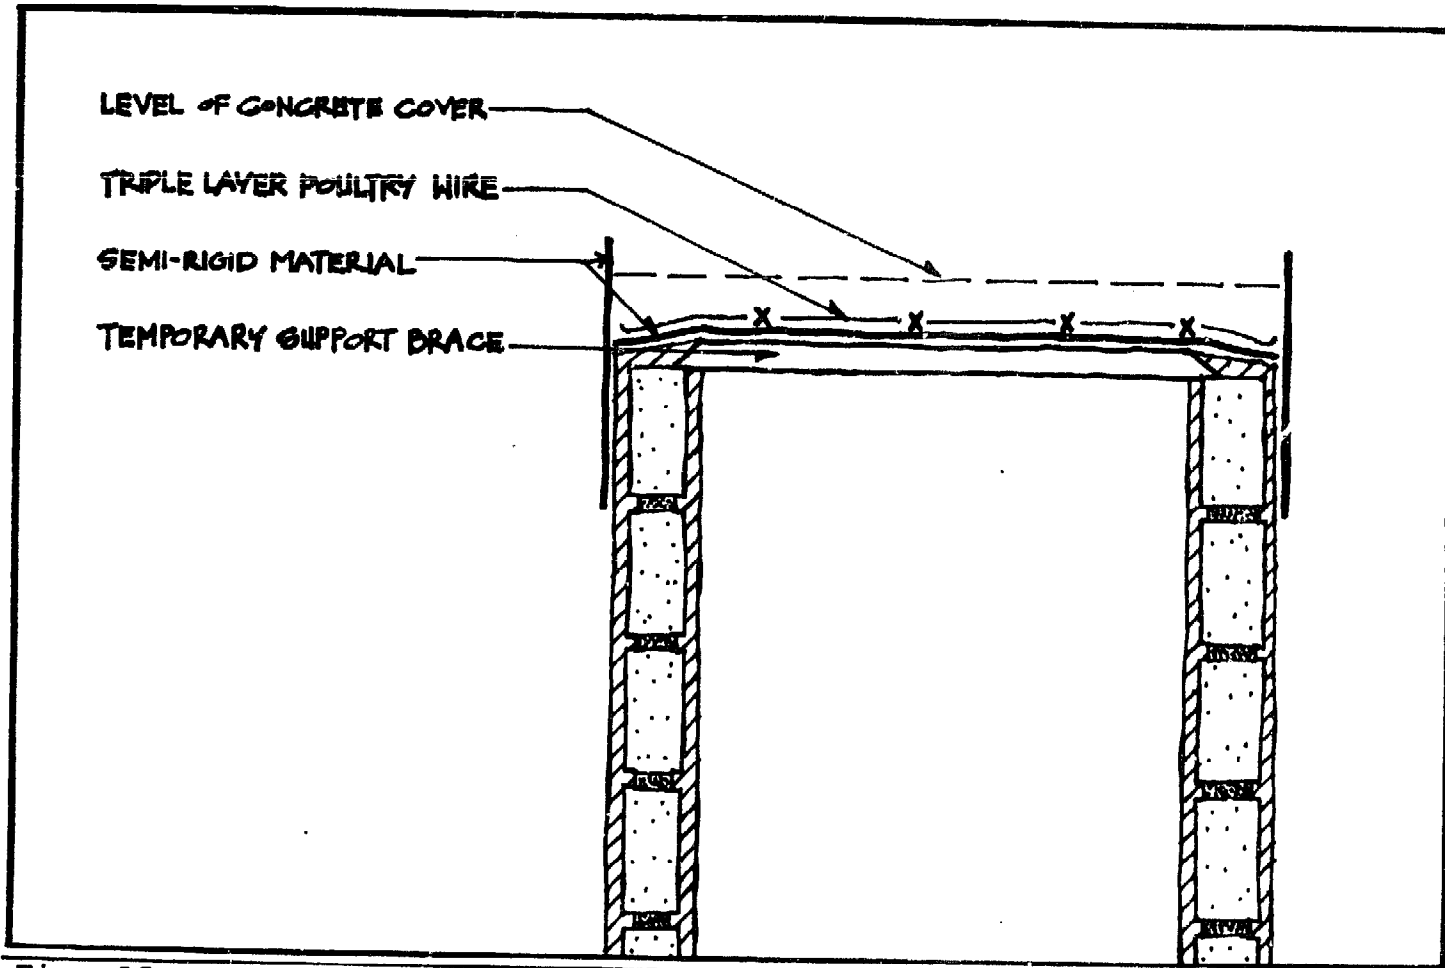 LEVEL OF CONCRETE COVER
TRIPLE LAYER POULTRY WIRE
SEMI-RIGID MATERIAL
TEMPORARY SUPPORT BRACE